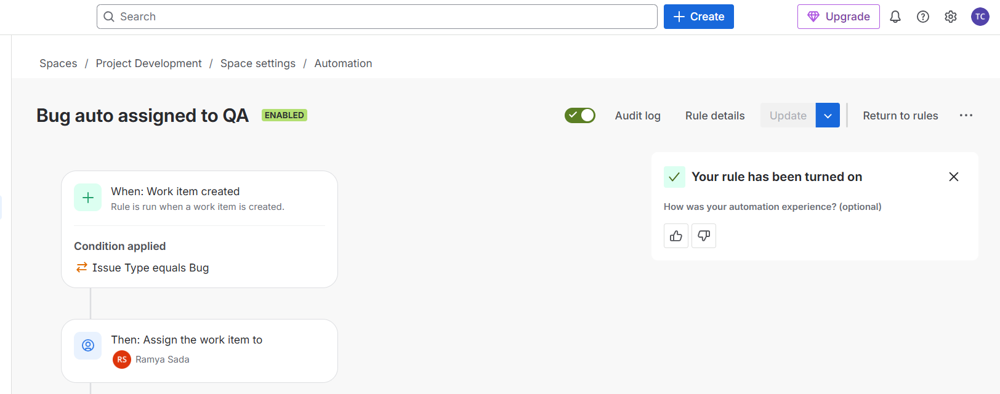 Search
Create
Upgrade
TC
Spaces / Project Development / Space settings / Automation
Bug auto assigned to QA
ENABLED
Audit log
Rule details
Update
Return to rules
Your rule has been turned on
How was your automation experience? (optional)
When: Work item created
Rule is run when a work item is created.
Condition applied
Issue Type equals Bug
Then: Assign the work item to
RS Ramya Sada